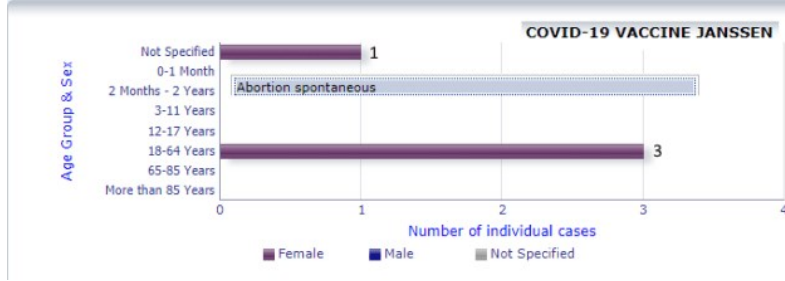 COVID-19 VACCINE JANSSEN
Age Group & Sex
Not Specified 1
0-1 Month
Abortion spontaneous
2 Months - 2 Years
3-11 Years
12-17 Years
18-64 Years 3
65-85 Years
More than 85 Years
0 1 2 3 4
Number of individual cases
Female Male Not Specified